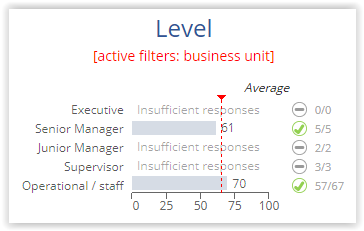 Level
[active filters: business unit]
Average
Executive Insufficient responses 0/0
Senior Manager 61 5/5
Junior Manager Insufficient responses 2/2
Supervisor Insufficient responses 3/3
Operational / staff 70 57/67
0 25 50 75 100